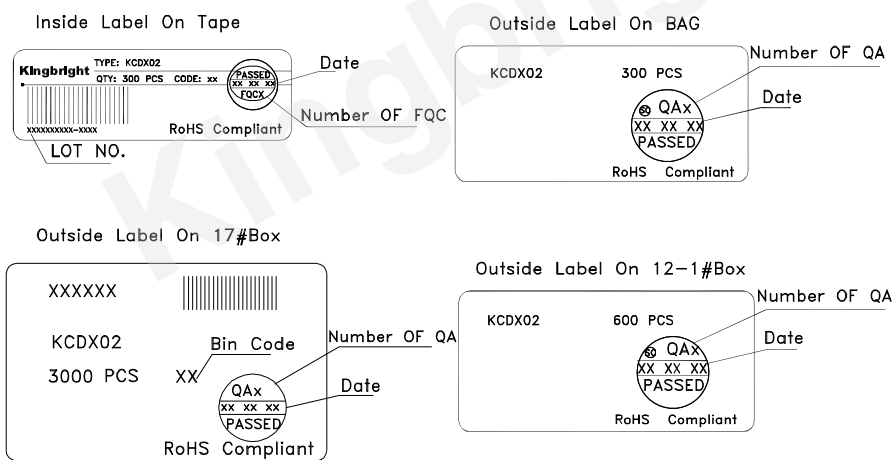 Inside Label On Tape
Kingbright
TYPE: KCDX02
QTY: 300 PCS CODE: xx
PASSED
XX XX XX
FQCX
XXXXXXXXXX-XXXX
RoHS Compliant
Date
Number OF FQC
LOT NO.
Outside Label On BAG
KCDX02 300 PCS
QAx
XX XX XX
PASSED
RoHS Compliant
Number OF QA
Date
Outside Label On 17#Box
XXXXXX
KCDX02
3000 PCS
Bin Code
XX
QAx
XX XX XX
PASSED
RoHS Compliant
Number OF QA
Date
Outside Label On 12-1#Box
KCDX02 600 PCS
QAx
XX XX XX
PASSED
RoHS Compliant
Number OF QA
Date
Kingbright